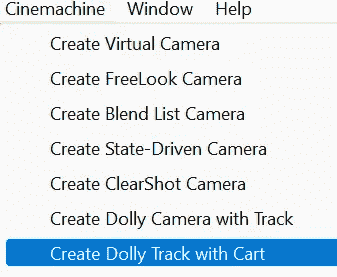 Cinemachine Window Help
Create Virtual Camera
Create FreeLook Camera
Create Blend List Camera
Create State-Driven Camera
Create ClearShot Camera
Create Dolly Camera with Track
Create Dolly Track with Cart